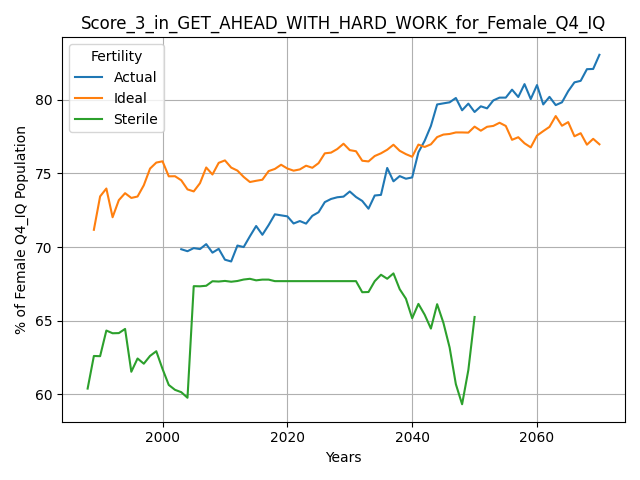 Score_3_in_GET_AHEAD_WITH_HARD_WORK_for_Female_Q4_IQ
Fertility
Actual
Ideal
Sterile
% of Female Q4_IQ Population
80
75
70
65
60
2000
2020
2040
2060
Years